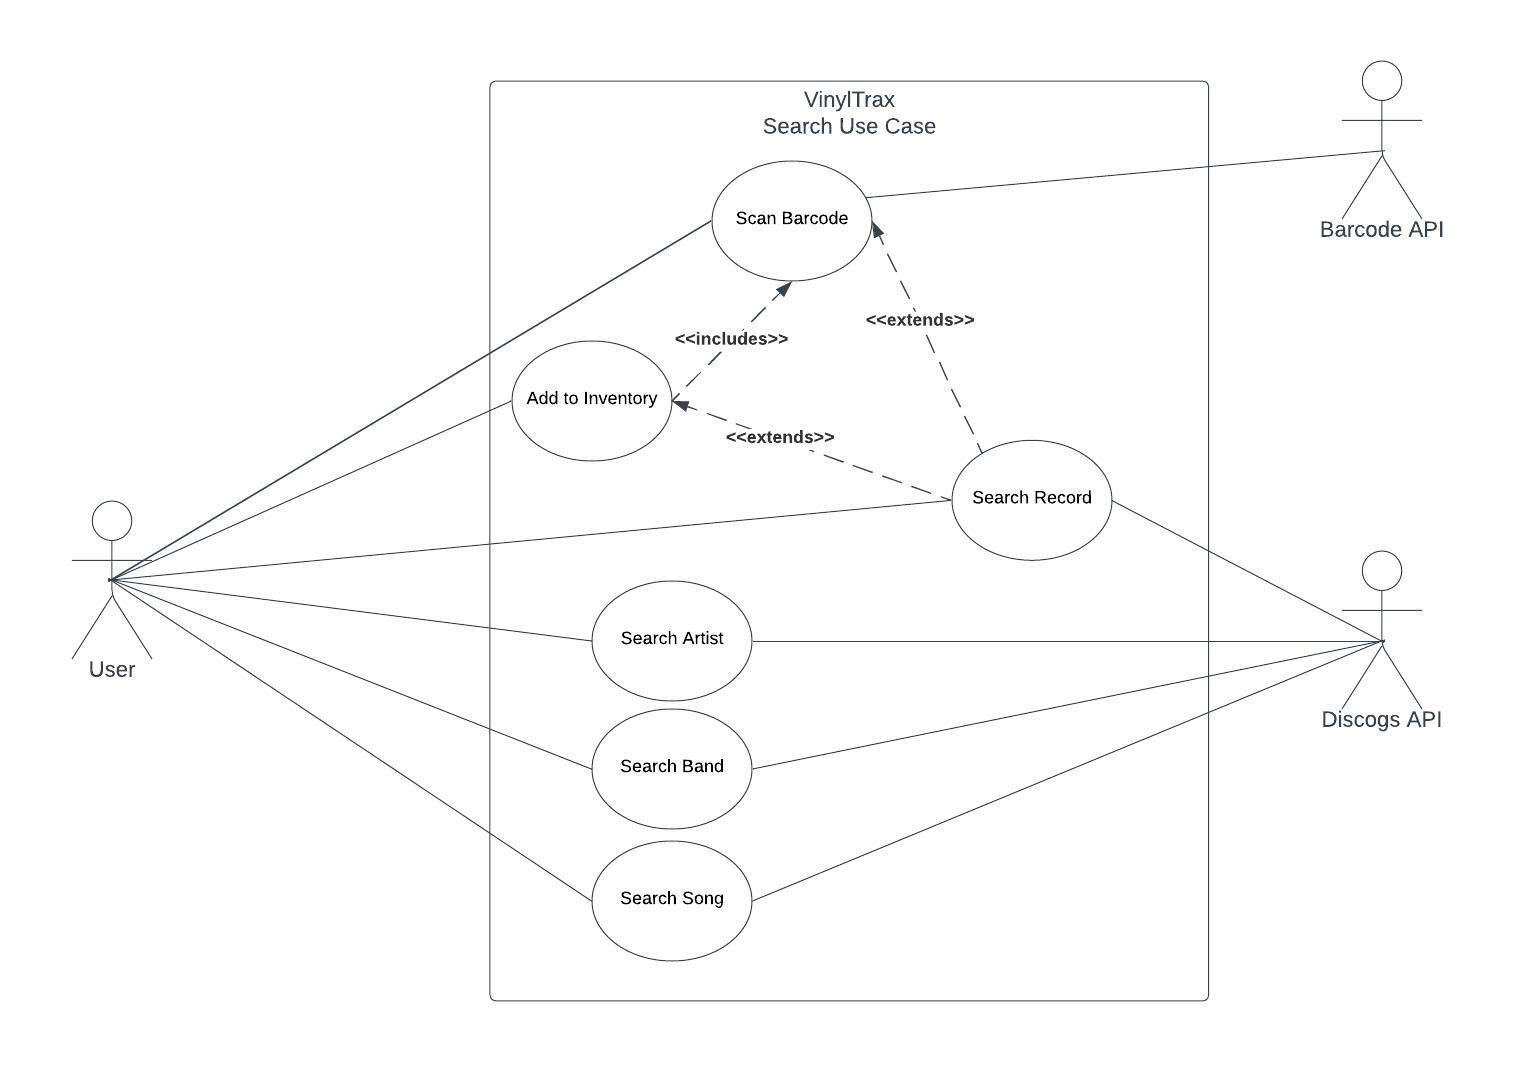 VinylTrax
Search Use Case
Scan Barcode
Barcode API
<<extends>>
<<includes>>
Add to Inventory
<<extends>>
Search Record
Search Artist
User
Discogs API
Search Band
Search Song